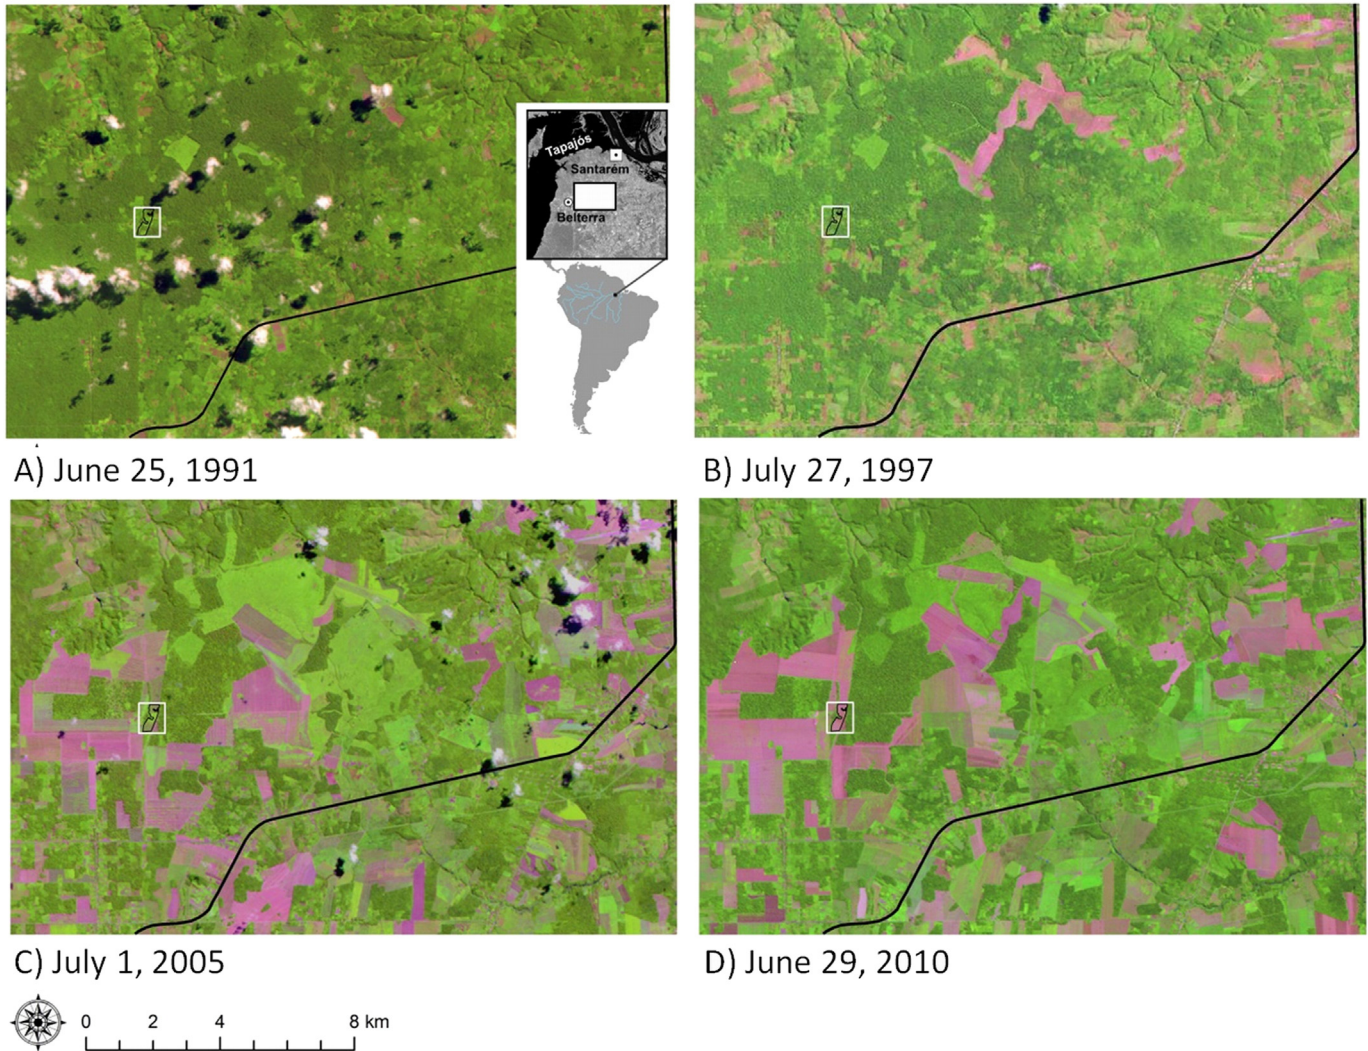 Tapajós
Santarém
Belterra
A) June 25, 1991
B) July 27, 1997
C) July 1, 2005
D) June 29, 2010
0 2 4 8 km